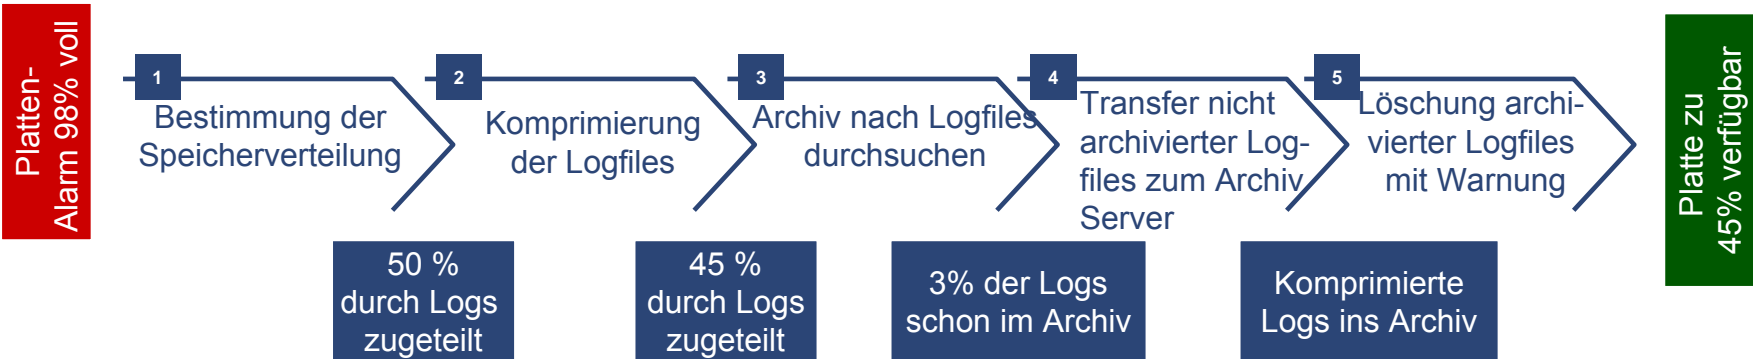 Platten-
Alarm 98% voll
1
Bestimmung der
Speicherverteilung
2
Komprimierung
der Logfiles
3
Archiv nach Logfiles
durchsuchen
4
Transfer nicht
archivierter Log-
files zum Archiv
Server
5
Löschung archi-
vierter Logfiles
mit Warnung
50 %
durch Logs
zugeteilt
45 %
durch Logs
zugeteilt
3% der Logs
schon im Archiv
Komprimierte
Logs ins Archiv
Platte zu
45% verfügbar